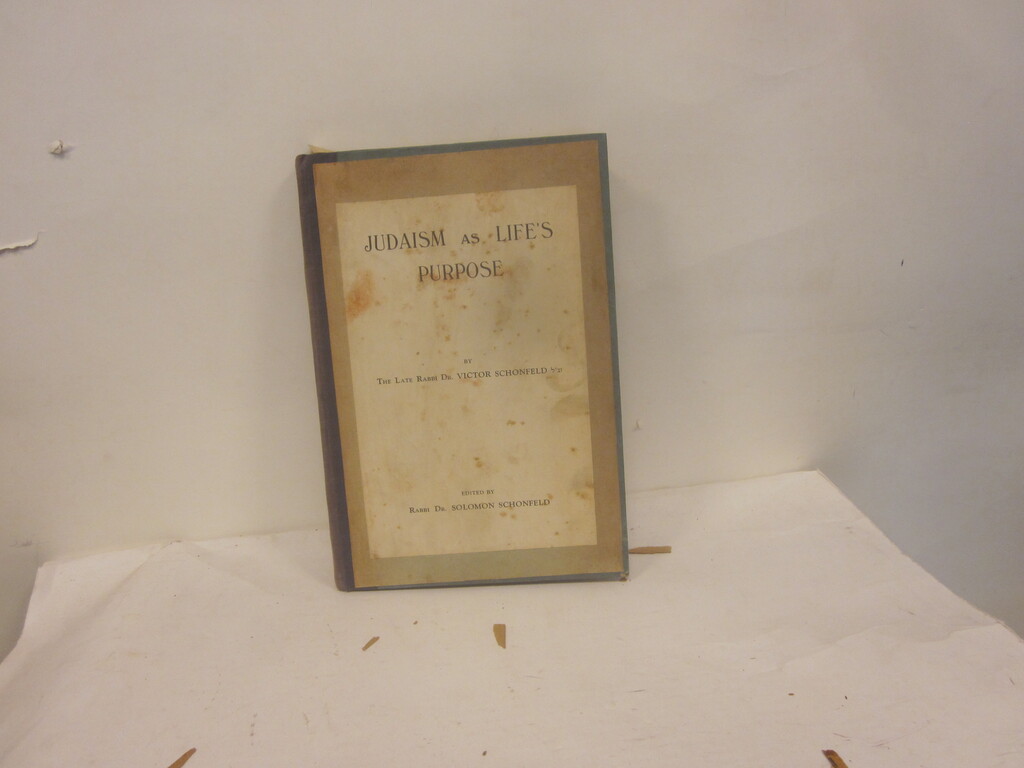 JUDAISM AS LIFE'S
PURPOSE
BY
THE LATE RABBI DR. VICTOR SCHONFELD
EDITED BY
RABBI DR. SOLOMON SCHONFELD